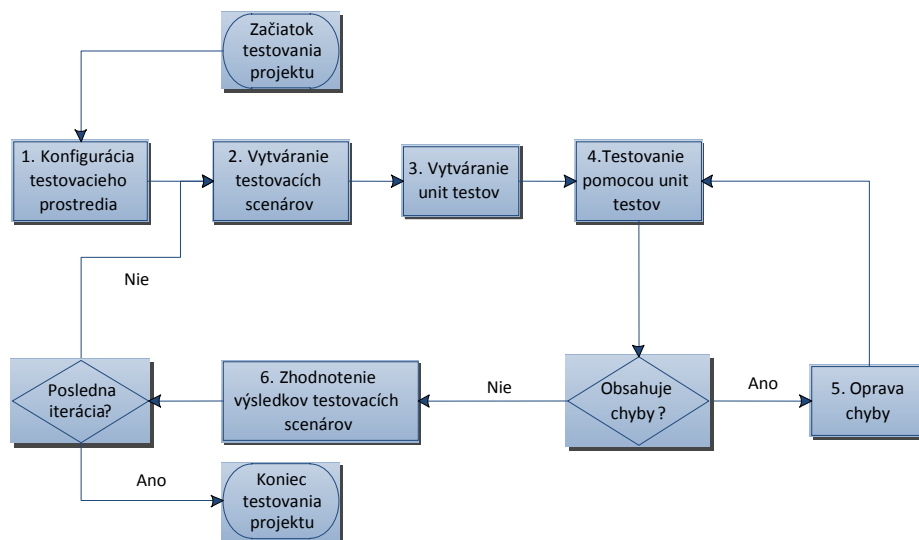 Začiatok
testovania
projektu
1. Konfigurácia
testovacieho
prostredia
2. Vytváranie
testovacích
scenárov
3. Vytváranie
unit testov
4.Testovanie
pomocou unit
testov
Nie
Posledna
iterácia?
6. Zhodnotenie
výsledkov testovacích
scenárov
Nie
Obsahuje
chyby ?
Ano
5. Oprava
chyby
Ano
Koniec
testovania
projektu